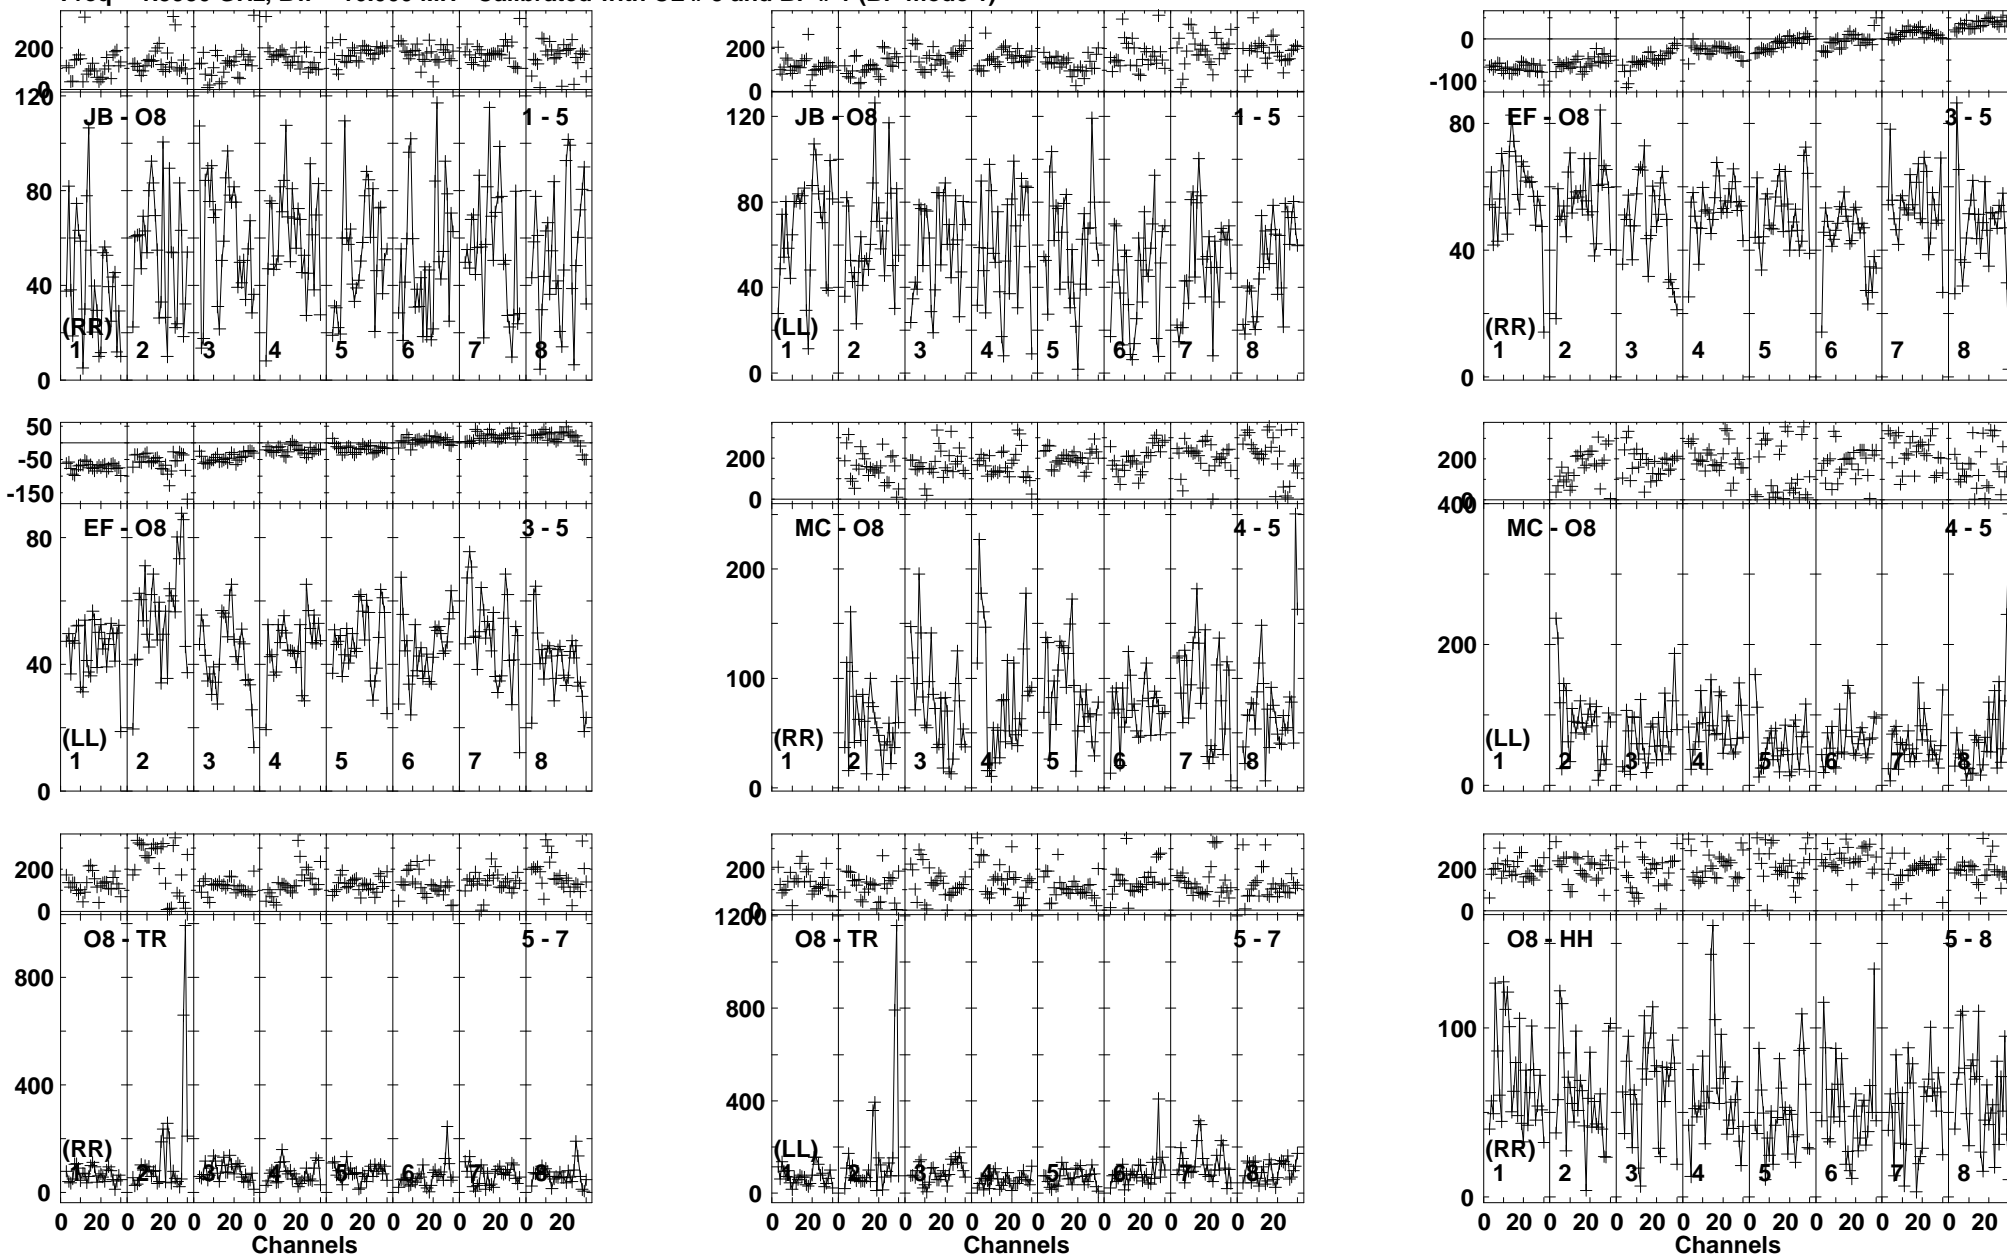 200 0 200 0 0 -100
120 80 40 0 JB - O8 1 - 5 (RR) 1 2 3 4 5 6 7 8
120 80 40 0 JB - O8 1 - 5 (LL) 1 2 3 4 5 6 7 8
80 40 0 EF - O8 3 - 5 (RR) 1 2 3 4 5 6 7 8
50 -50 -150 200 0 200 0
80 40 0 EF - O8 3 - 5 (LL) 1 2 3 4 5 6 7 8
200 100 0 MC - O8 4 - 5 (RR) 1 2 3 4 5 6 7 8
400 200 0 MC - O8 4 - 5 (LL) 1 2 3 4 5 6 7 8
200 0 200 0 200 0
800 400 0 O8 - TR 5 - 7 (RR) 1 2 3 4 5 6 7 8
1200 800 400 0 O8 - TR 5 - 7 (LL) 1 2 3 4 5 6 7 8
100 0 O8 - HH 5 - 8 (RR) 1 2 3 4 5 6 7 8
0 20 0 20 0 20 0 20 0 20 0 20 0 20 0 20
0 20 0 20 0 20 0 20 0 20 0 20 0 20 0 20
0 20 0 20 0 20 0 20 0 20 0 20 0 20 0 20
Channels Channels Channels